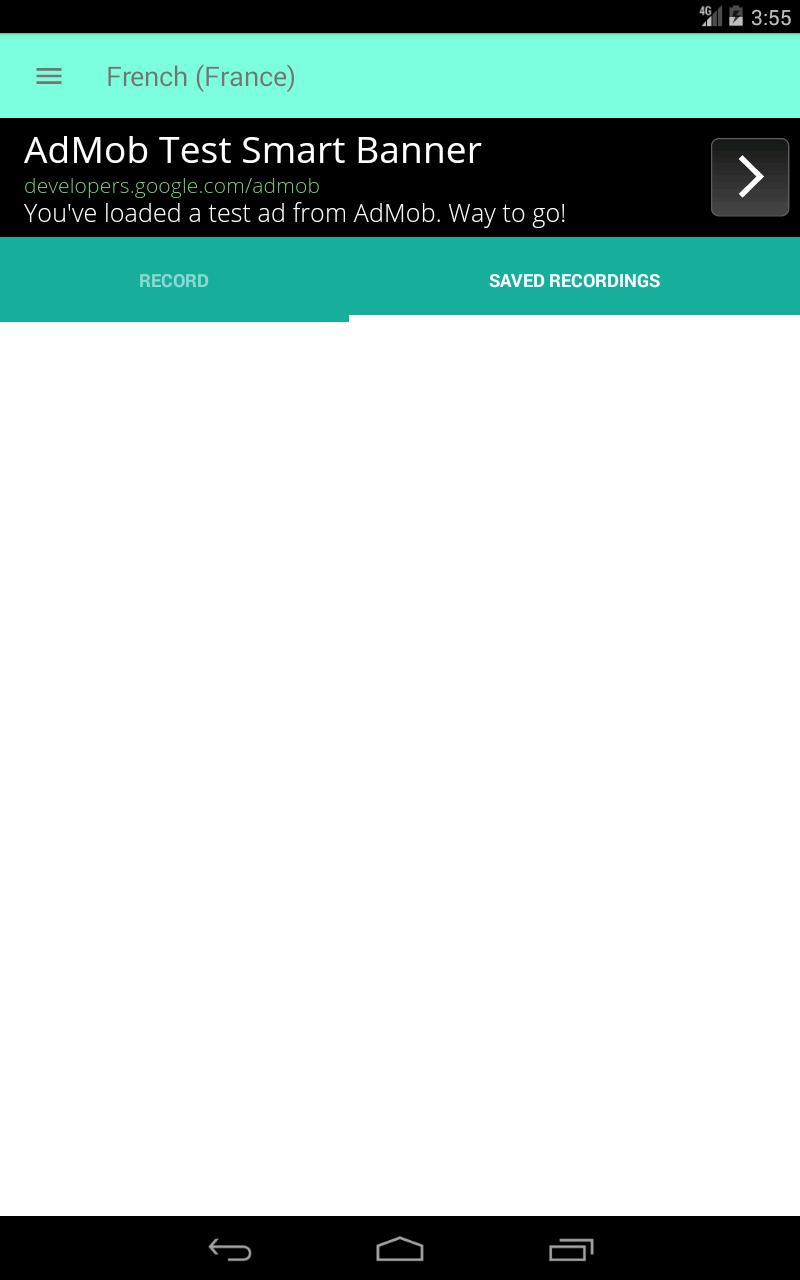 4G 3:55
French (France)
AdMob Test Smart Banner
developers.google.com/admob
You've loaded a test ad from AdMob. Way to go!
RECORD SAVED RECORDINGS